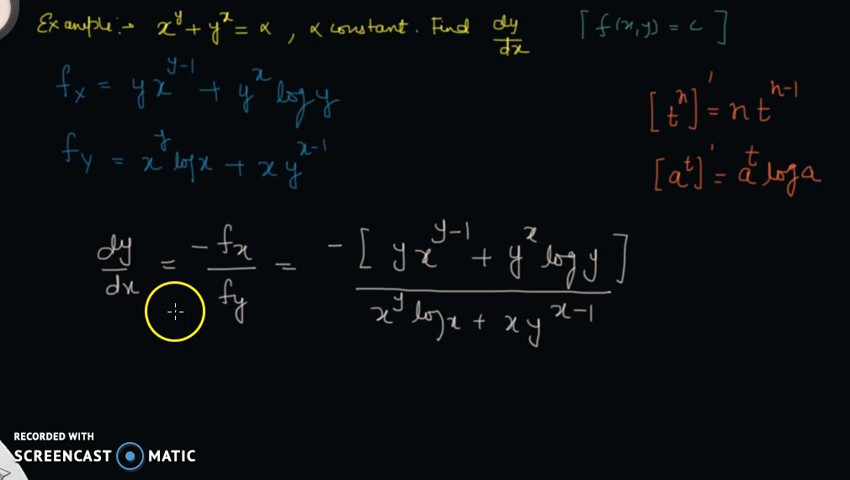 Example:→ x^y + y^x = α , α constant. Find dy/dx [ f(x,y) = c ]
f_x = y x^{y-1} + y^x log y
[t^n]' = n t^{n-1}
f_y = x^y log x + x y^{x-1}
[a^t]' = a^t log a
dy/dx = -f_x/f_y = -[ y x^{y-1} + y^x log y ] / x^y log x + x y^{x-1}
RECORDED WITH
SCREENCAST MATIC